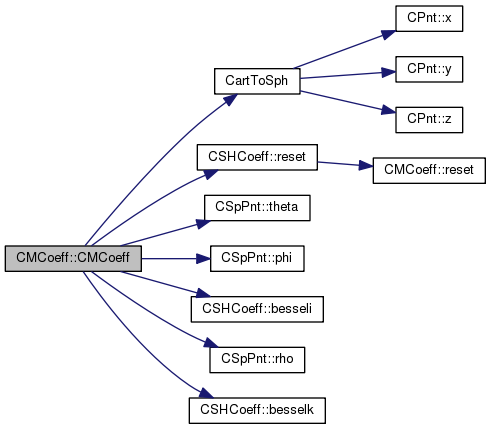 CPnt::x
CartToSph
CPnt::y
CPnt::z
CSHCoeff::reset
CMCoeff::reset
CSpPnt::theta
CMCoeff::CMCoeff
CSpPnt::phi
CSHCoeff::besseli
CSpPnt::rho
CSHCoeff::besselk